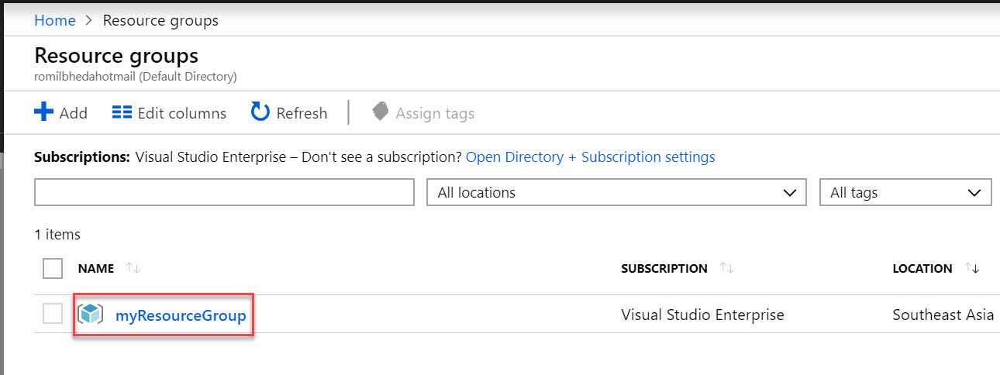 Home > Resource groups
Resource groups
romilbhedahotmail (Default Directory)
Add Edit columns Refresh Assign tags
Subscriptions: Visual Studio Enterprise – Don't see a subscription? Open Directory + Subscription settings
All locations All tags
1 items
NAME SUBSCRIPTION LOCATION
myResourceGroup Visual Studio Enterprise Southeast Asia